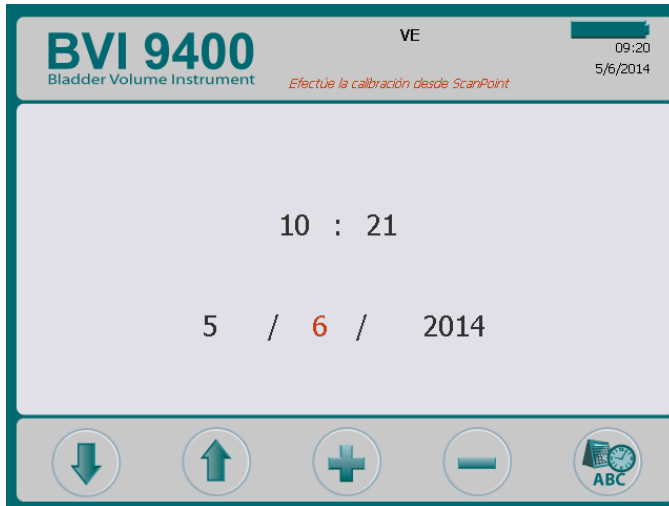 BVI 9400
Bladder Volume Instrument
VE
Efectúe la calibración desde ScanPoint
09:20
5/6/2014
10 : 21
5 / 6 / 2014
ABC